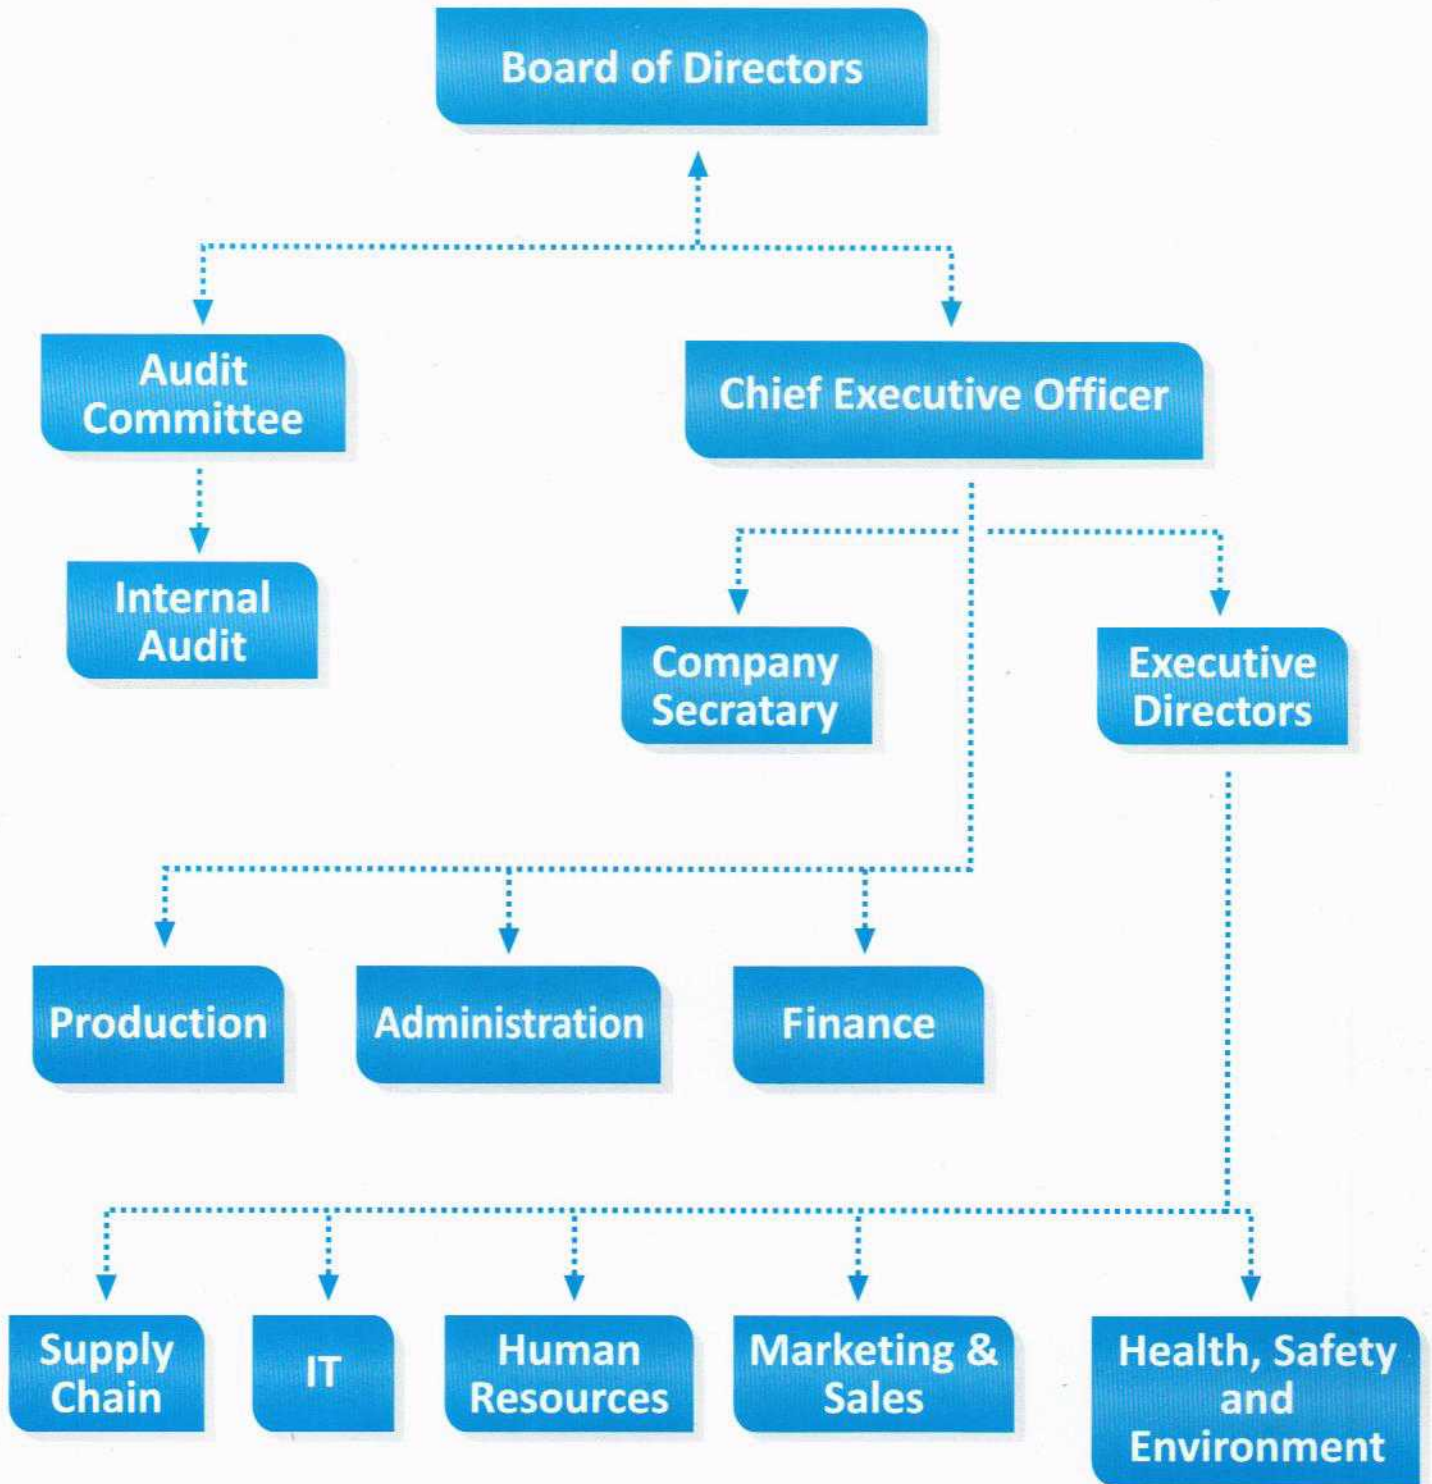 Board of Directors
Audit
Committee
Chief Executive Officer
Internal
Audit
Company
Secratary
Executive
Directors
Production
Administration
Finance
Supply
Chain
IT
Human
Resources
Marketing &
Sales
Health, Safety
and
Environment